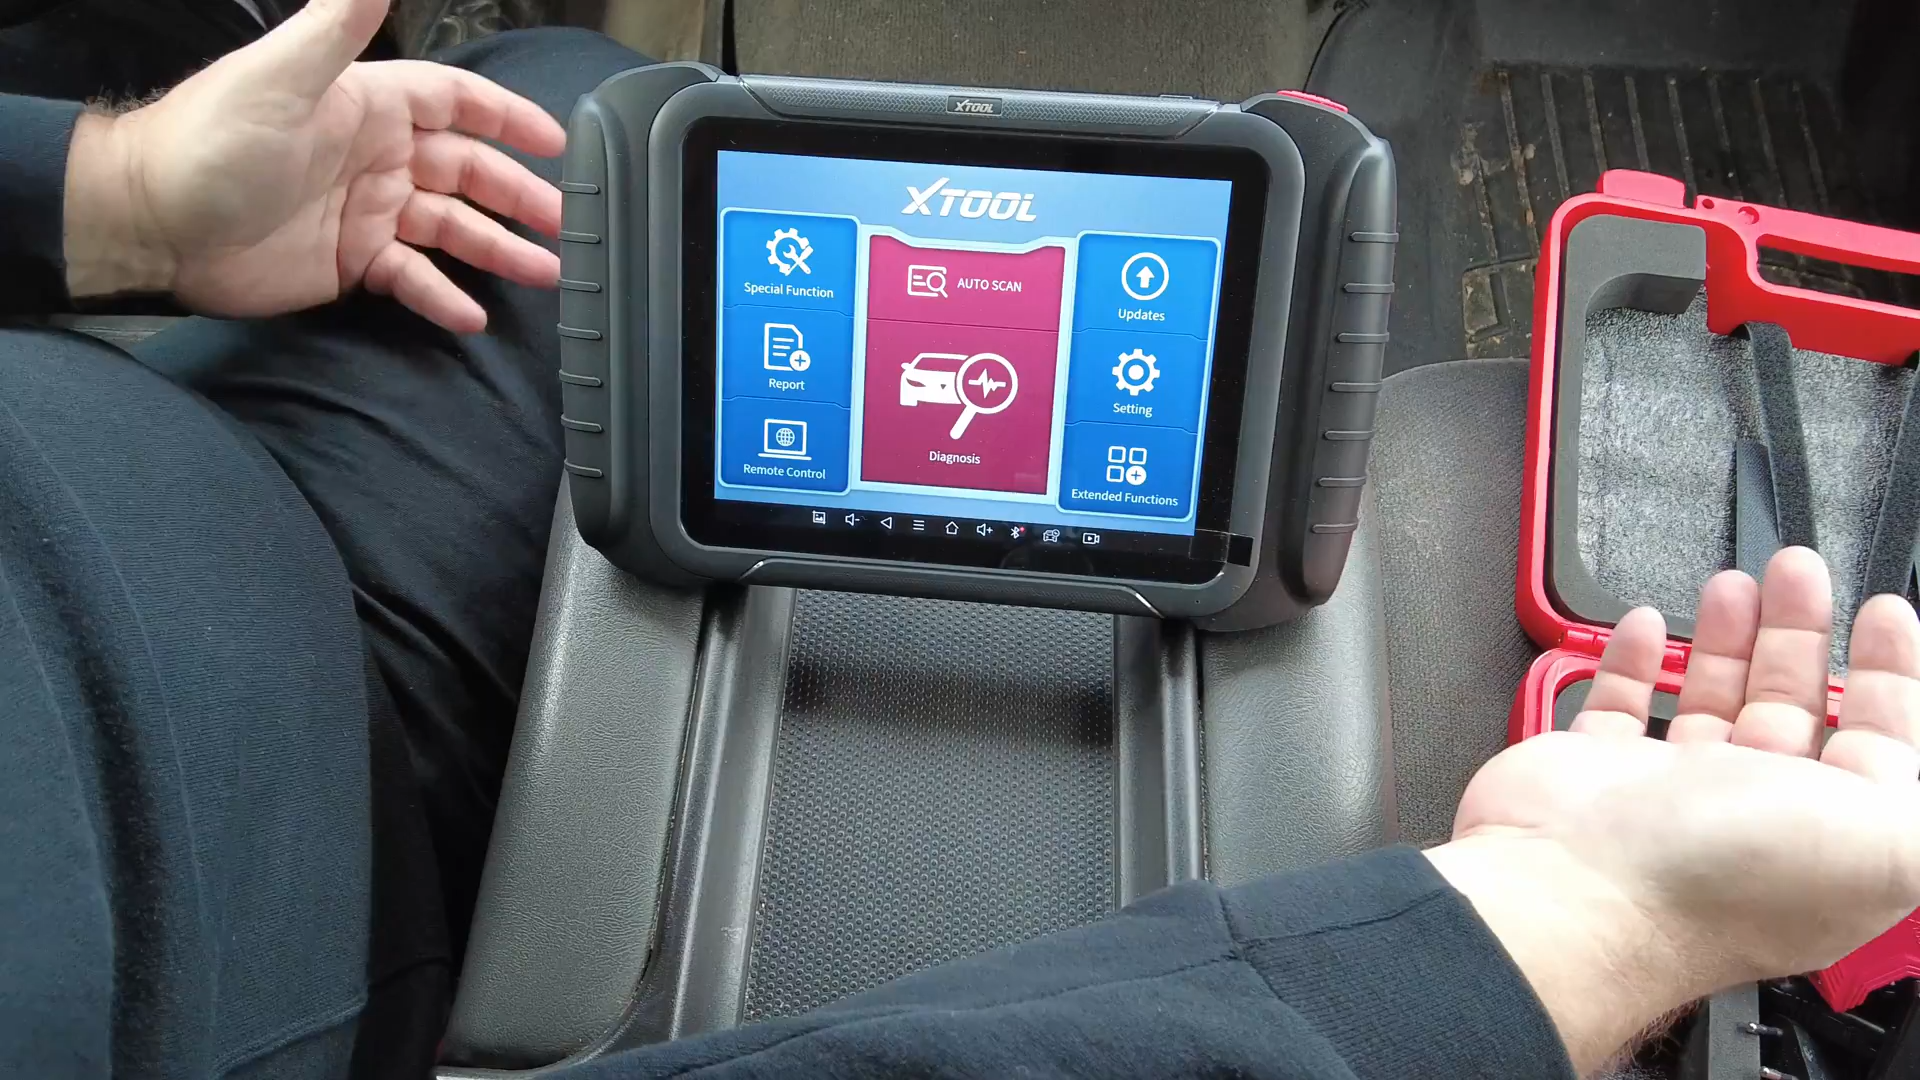 XTOOL
XTOOL
Special Function
Report
Remote Control
AUTO SCAN
Diagnosis
Updates
Setting
Extended Functions